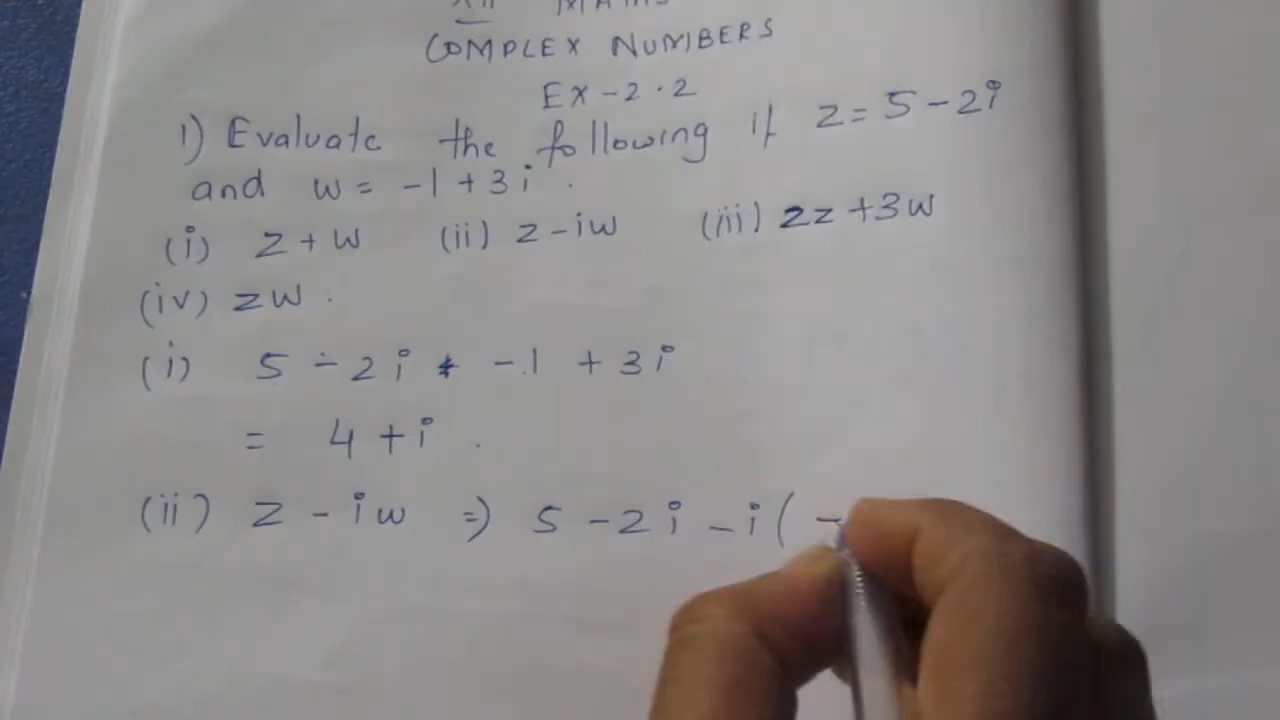 COMPLEX NUMBERS
EX-2.2
1) Evaluate the following if z = 5 - 2i
and w = -1 + 3i.
(i) z + w (ii) z - iw (iii) 2z + 3w
(iv) zw.
(i) 5 - 2i + -1 + 3i
= 4 + i.
(ii) z - iw => 5 - 2i - i( -